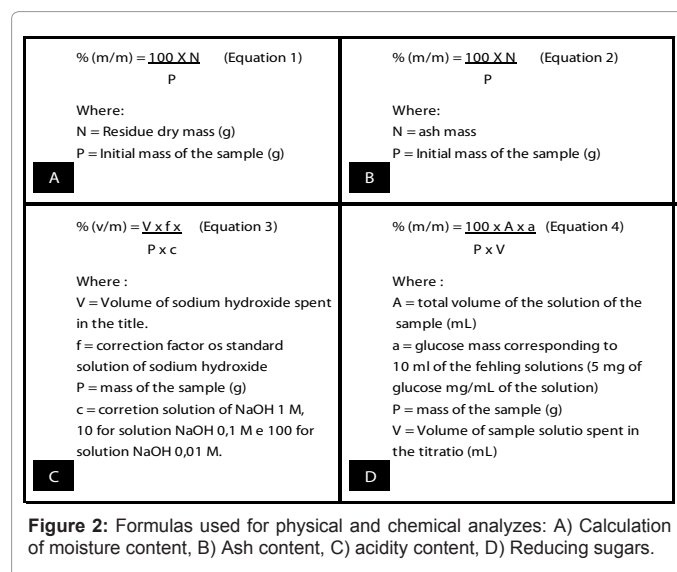 % (m/m) = 100 X N (Equation 1)
P
Where:
N = Residue dry mass (g)
P = Initial mass of the sample (g)
A
% (m/m) = 100 X N (Equation 2)
P
Where:
N = ash mass
P = Initial mass of the sample (g)
B
% (v/m) = V x f x (Equation 3)
P x c
Where :
V = Volume of sodium hydroxide spent
in the title.
f = correction factor os standard
solution of sodium hydroxide
P = mass of the sample (g)
c = corretion solution of NaOH 1 M,
10 for solution NaOH 0,1 M e 100 for
solution NaOH 0,01 M.
C
% (m/m) = 100 x A x a (Equation 4)
P x V
Where :
A = total volume of the solution of the
sample (mL)
a = glucose mass corresponding to
10 ml of the fehling solutions (5 mg of
glucose mg/mL of the solution)
P = mass of the sample (g)
V = Volume of sample solutio spent in
the titratio (mL)
D
Figure 2: Formulas used for physical and chemical analyzes: A) Calculation
of moisture content, B) Ash content, C) acidity content, D) Reducing sugars.